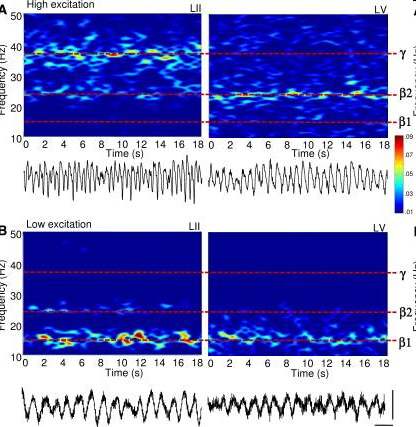 A High excitation LII LV
Frequency (Hz)
50
40
30
20
10
0 2 4 6 8 10 12 14 16 18
Time (s)
0 2 4 6 8 10 12 14 16 18
Time (s)
γ
β2
β1
.09
.07
.05
.03
.01
B Low excitation LII LV
Frequency (Hz)
50
40
30
20
10
0 2 4 6 8 10 12 14 16 18
Time (s)
0 2 4 6 8 10 12 14 16 18
Time (s)
γ
β2
β1